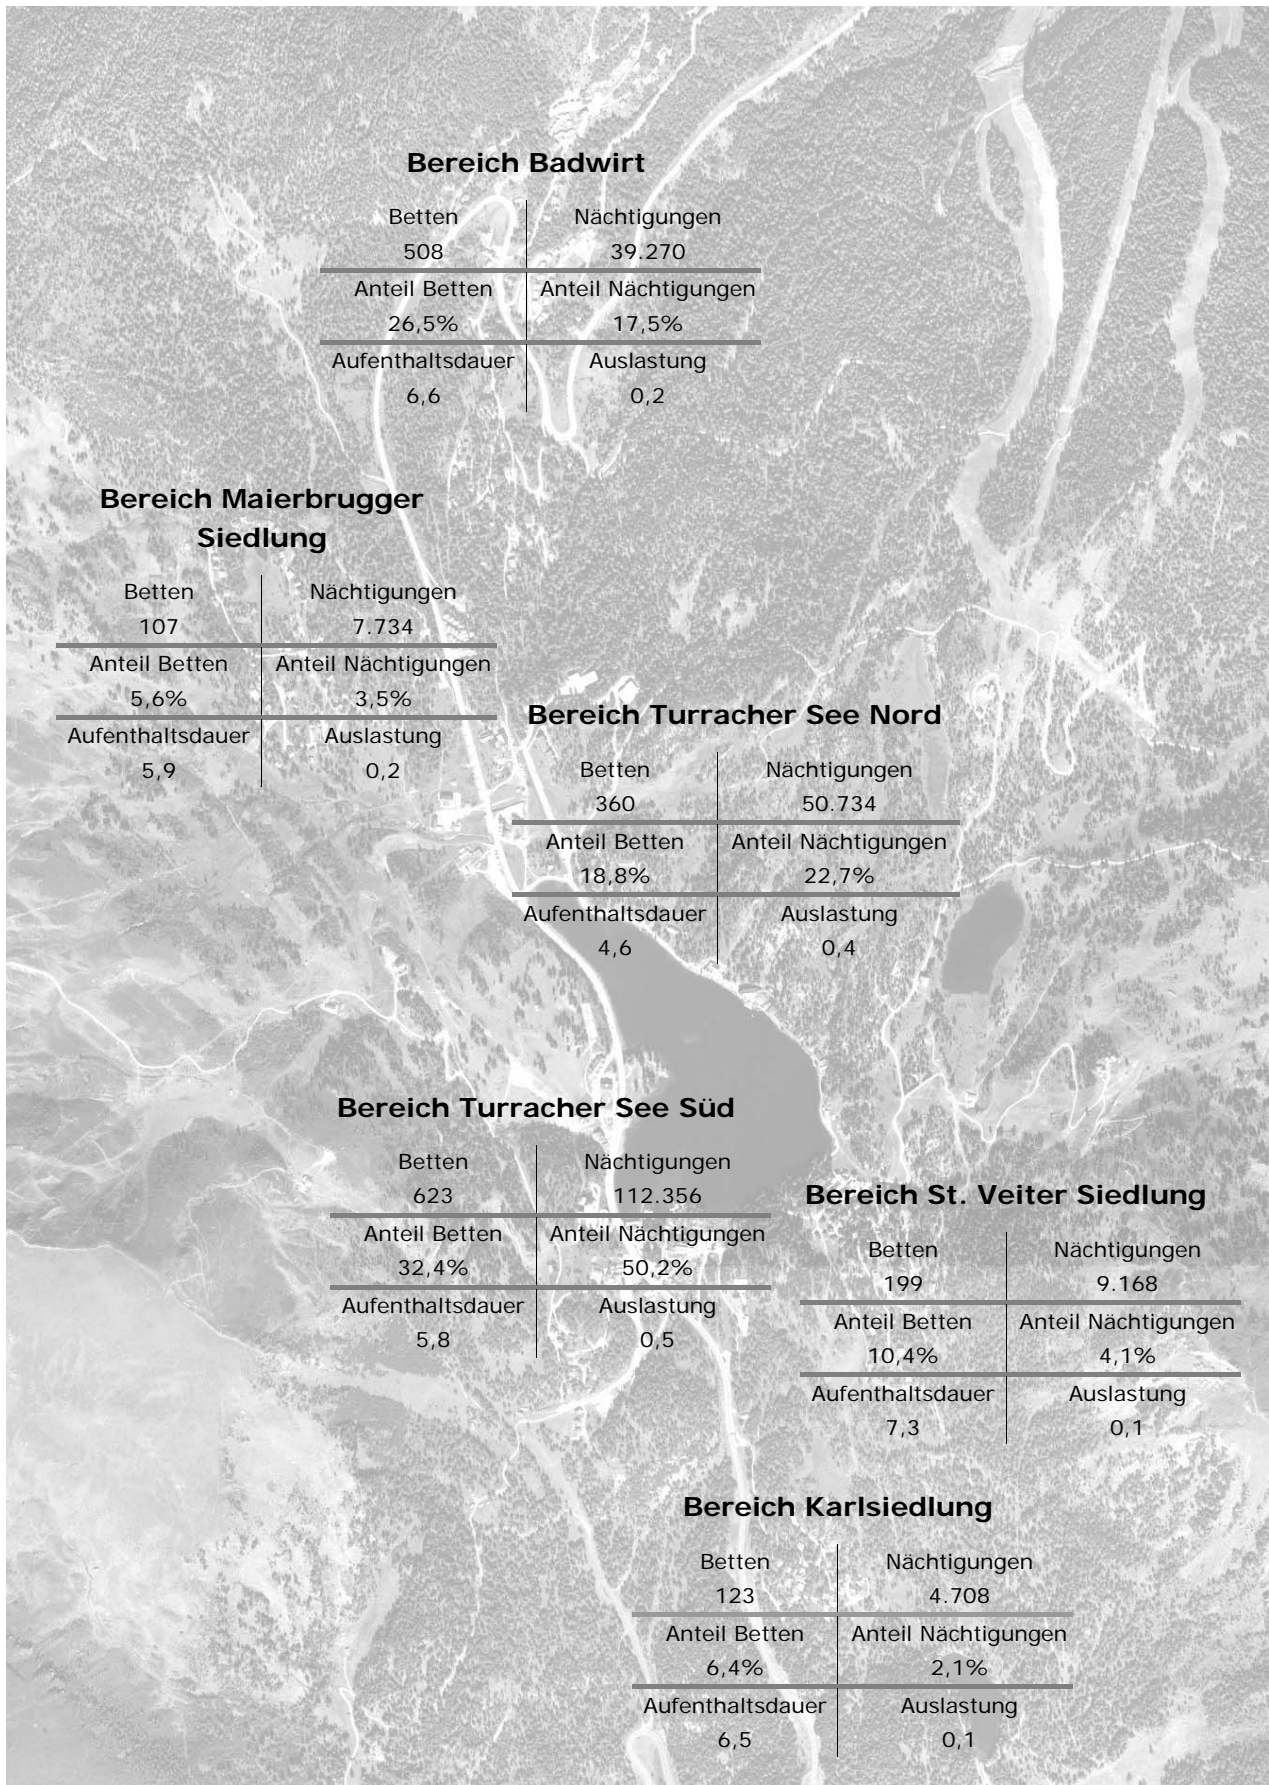 Bereich Badwirt
Betten Nächtigungen
508 39.270
Anteil Betten Anteil Nächtigungen
26,5% 17,5%
Aufenthaltsdauer Auslastung
6,6 0,2
Bereich Maierbrugger
Siedlung
Betten Nächtigungen
107 7.734
Anteil Betten Anteil Nächtigungen
5,6% 3,5%
Aufenthaltsdauer Auslastung
5,9 0,2
Bereich Turracher See Nord
Betten Nächtigungen
360 50.734
Anteil Betten Anteil Nächtigungen
18,8% 22,7%
Aufenthaltsdauer Auslastung
4,6 0,4
Bereich Turracher See Süd
Betten Nächtigungen
623 112.356
Anteil Betten Anteil Nächtigungen
32,4% 50,2%
Aufenthaltsdauer Auslastung
5,8 0,5
Bereich St. Veiter Siedlung
Betten Nächtigungen
199 9.168
Anteil Betten Anteil Nächtigungen
10,4% 4,1%
Aufenthaltsdauer Auslastung
7,3 0,1
Bereich Karlsiedlung
Betten Nächtigungen
123 4.708
Anteil Betten Anteil Nächtigungen
6,4% 2,1%
Aufenthaltsdauer Auslastung
6,5 0,1